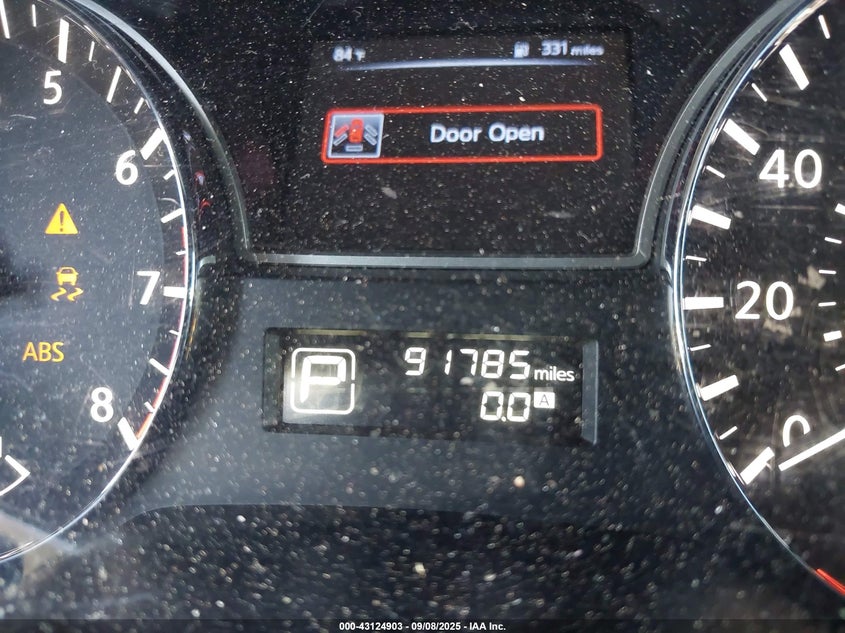 84°F 331 miles
Door Open
5
6
7
8
ABS
40
20
0
P 91785 miles
0.0 A
000-43124903 - 09/08/2025 - IAA Inc.